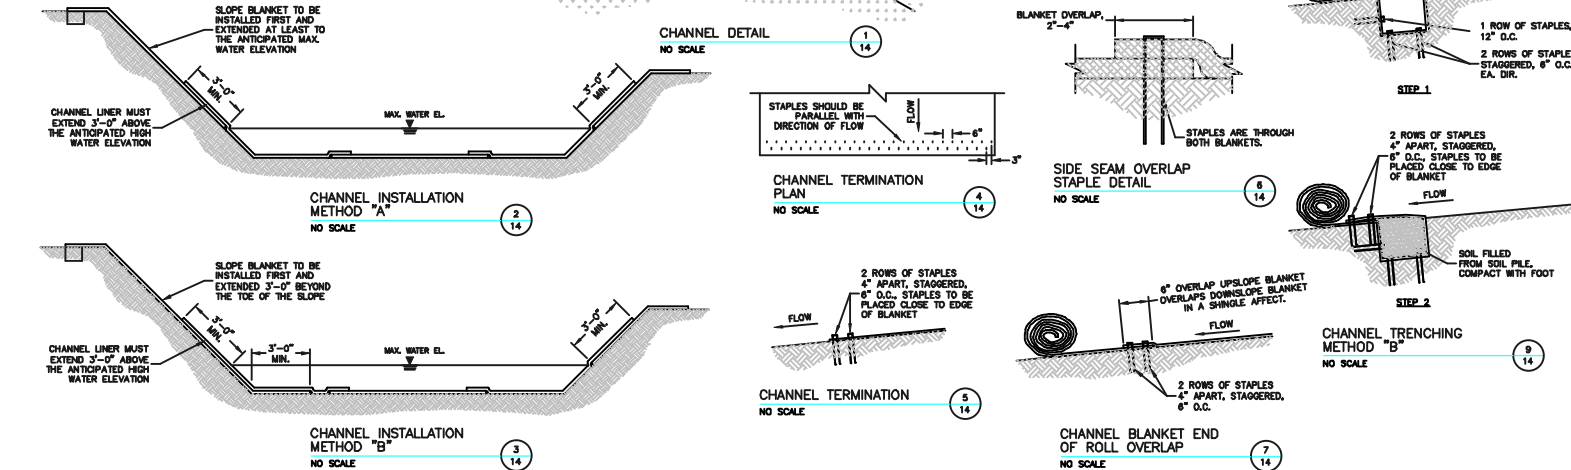 SLOPE BLANKET TO BE
INSTALLED FIRST AND
EXTENDED AT LEAST TO
THE ANTICIPATED MAX.
WATER ELEVATION
3'-0"
MIN.
CHANNEL LINER MUST
EXTEND 3'-0" ABOVE
THE ANTICIPATED HIGH
WATER ELEVATION
MAX. WATER EL.
3'-0"
MIN.
CHANNEL INSTALLATION
METHOD "A"
NO SCALE
2
14
SLOPE BLANKET TO BE
INSTALLED FIRST AND
EXTENDED 3'-0" BEYOND
THE TOE OF THE SLOPE
3'-0"
MIN.
CHANNEL LINER MUST
EXTEND 3'-0" ABOVE
THE ANTICIPATED HIGH
WATER ELEVATION
3'-0"
MIN.
MAX. WATER EL.
3'-0"
MIN.
CHANNEL INSTALLATION
METHOD "B"
NO SCALE
3
14
CHANNEL DETAIL
NO SCALE
1
14
STAPLES SHOULD BE
PARALLEL WITH
DIRECTION OF FLOW
FLOW
6"
3"
CHANNEL TERMINATION
PLAN
NO SCALE
4
14
2 ROWS OF STAPLES
4" APART, STAGGERED,
6" O.C., STAPLES TO BE
PLACED CLOSE TO EDGE
OF BLANKET
FLOW
CHANNEL TERMINATION
NO SCALE
5
14
BLANKET OVERLAP,
2"-4"
STAPLES ARE THROUGH
BOTH BLANKETS.
SIDE SEAM OVERLAP
STAPLE DETAIL
NO SCALE
6
14
6" OVERLAP UPSLOPE BLANKET
OVERLAPS DOWNSLOPE BLANKET
IN A SHINGLE AFFECT.
FLOW
2 ROWS OF STAPLES
4" APART, STAGGERED,
6" O.C.
CHANNEL BLANKET END
OF ROLL OVERLAP
NO SCALE
7
14
1 ROW OF STAPLES,
12" O.C.
2 ROWS OF STAPLE
STAGGERED, 6" O.C.
EA. DIR.
STEP 1
2 ROWS OF STAPLES
4" APART, STAGGERED,
6" O.C., STAPLES TO BE
PLACED CLOSE TO EDGE
OF BLANKET
FLOW
SOIL FILLED
FROM SOIL PILE,
COMPACT WITH FOOT
STEP 2
CHANNEL TRENCHING
METHOD "B"
NO SCALE
9
14